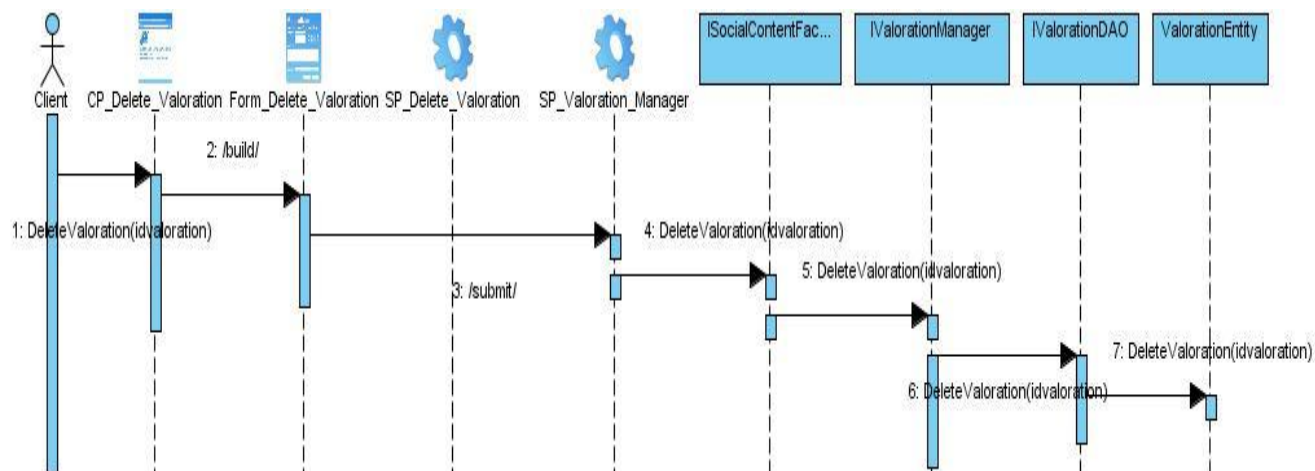 ISocialContentFac...
IValorationManager
IValorationDAO
ValorationEntity
Client
CP_Delete_Valoration
Form_Delete_Valoration
SP_Delete_Valoration
SP_Valoration_Manager
2: /build/
1: DeleteValoration(idvaloration)
4: DeleteValoration(idvaloration)
5: DeleteValoration(idvaloration)
3: /submit/
7: DeleteValoration(idvaloration)
6: DeleteValoration(idvaloration)